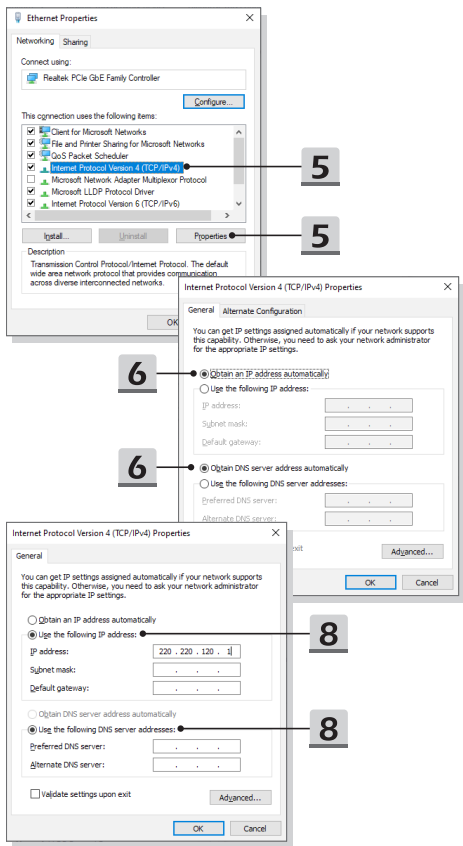 Ethernet Properties
Networking
Sharing
Connect using:
Realtek PCIe GbE Family Controller
Configure...
This connection uses the following items:
Client for Microsoft Networks
File and Printer Sharing for Microsoft Networks
QoS Packet Scheduler
Internet Protocol Version 4 (TCP/IPv4)
Microsoft Network Adapter Multiplexor Protocol
Microsoft LLDP Protocol Driver
Internet Protocol Version 6 (TCP/IPv6)
5
Install...
Uninstall
Properties
5
Description
Transmission Control Protocol/Internet Protocol. The default
wide area network protocol that provides communication
across diverse interconnected networks.
OK
Internet Protocol Version 4 (TCP/IPv4) Properties
General
Alternate Configuration
You can get IP settings assigned automatically if your network supports
this capability. Otherwise, you need to ask your network administrator
for the appropriate IP settings.
6
Obtain an IP address automatically
Use the following IP address:
IP address:
. . .
Subnet mask:
. . .
Default gateway:
. . .
6
Obtain DNS server address automatically
Use the following DNS server addresses:
Preferred DNS server:
. . .
Alternate DNS server:
. . .
exit
Advanced...
OK
Cancel
Internet Protocol Version 4 (TCP/IPv4) Properties
General
You can get IP settings assigned automatically if your network supports
this capability. Otherwise, you need to ask your network administrator
for the appropriate IP settings.
Obtain an IP address automatically
Use the following IP address:
8
IP address:
220 . 220 . 120 . 1
Subnet mask:
. . .
Default gateway:
. . .
Obtain DNS server address automatically
Use the following DNS server addresses:
8
Preferred DNS server:
. . .
Alternate DNS server:
. . .
Validate settings upon exit
Advanced...
OK
Cancel